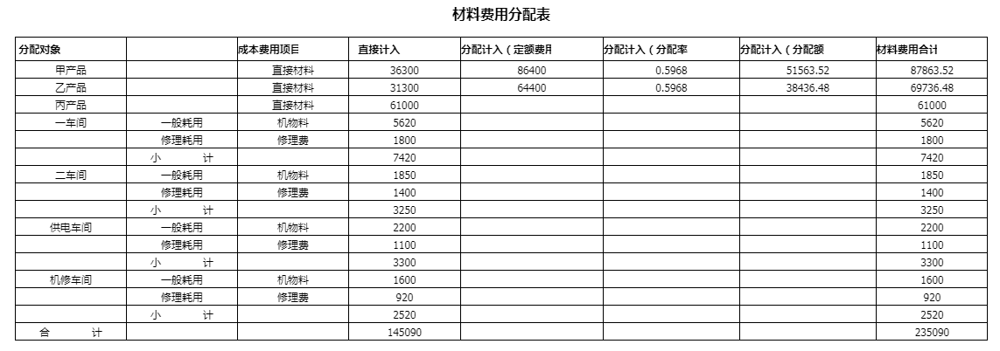 材料费用分配表
分配对象 成本费用项目 直接计入 分配计入（定额费用 分配计入（分配率 分配计入（分配额 材料费用合计
甲产品 直接材料 36300 86400 0.5968 51563.52 87863.52
乙产品 直接材料 31300 64400 0.5968 38436.48 69736.48
丙产品 直接材料 61000 61000
一车间 一般耗用 机物料 5620 5620
修理耗用 修理费 1800 1800
小 计 7420 7420
二车间 一般耗用 机物料 1850 1850
修理耗用 修理费 1400 1400
小 计 3250 3250
供电车间 一般耗用 机物料 2200 2200
修理耗用 修理费 1100 1100
小 计 3300 3300
机修车间 一般耗用 机物料 1600 1600
修理耗用 修理费 920 920
小 计 2520 2520
合 计 145090 235090